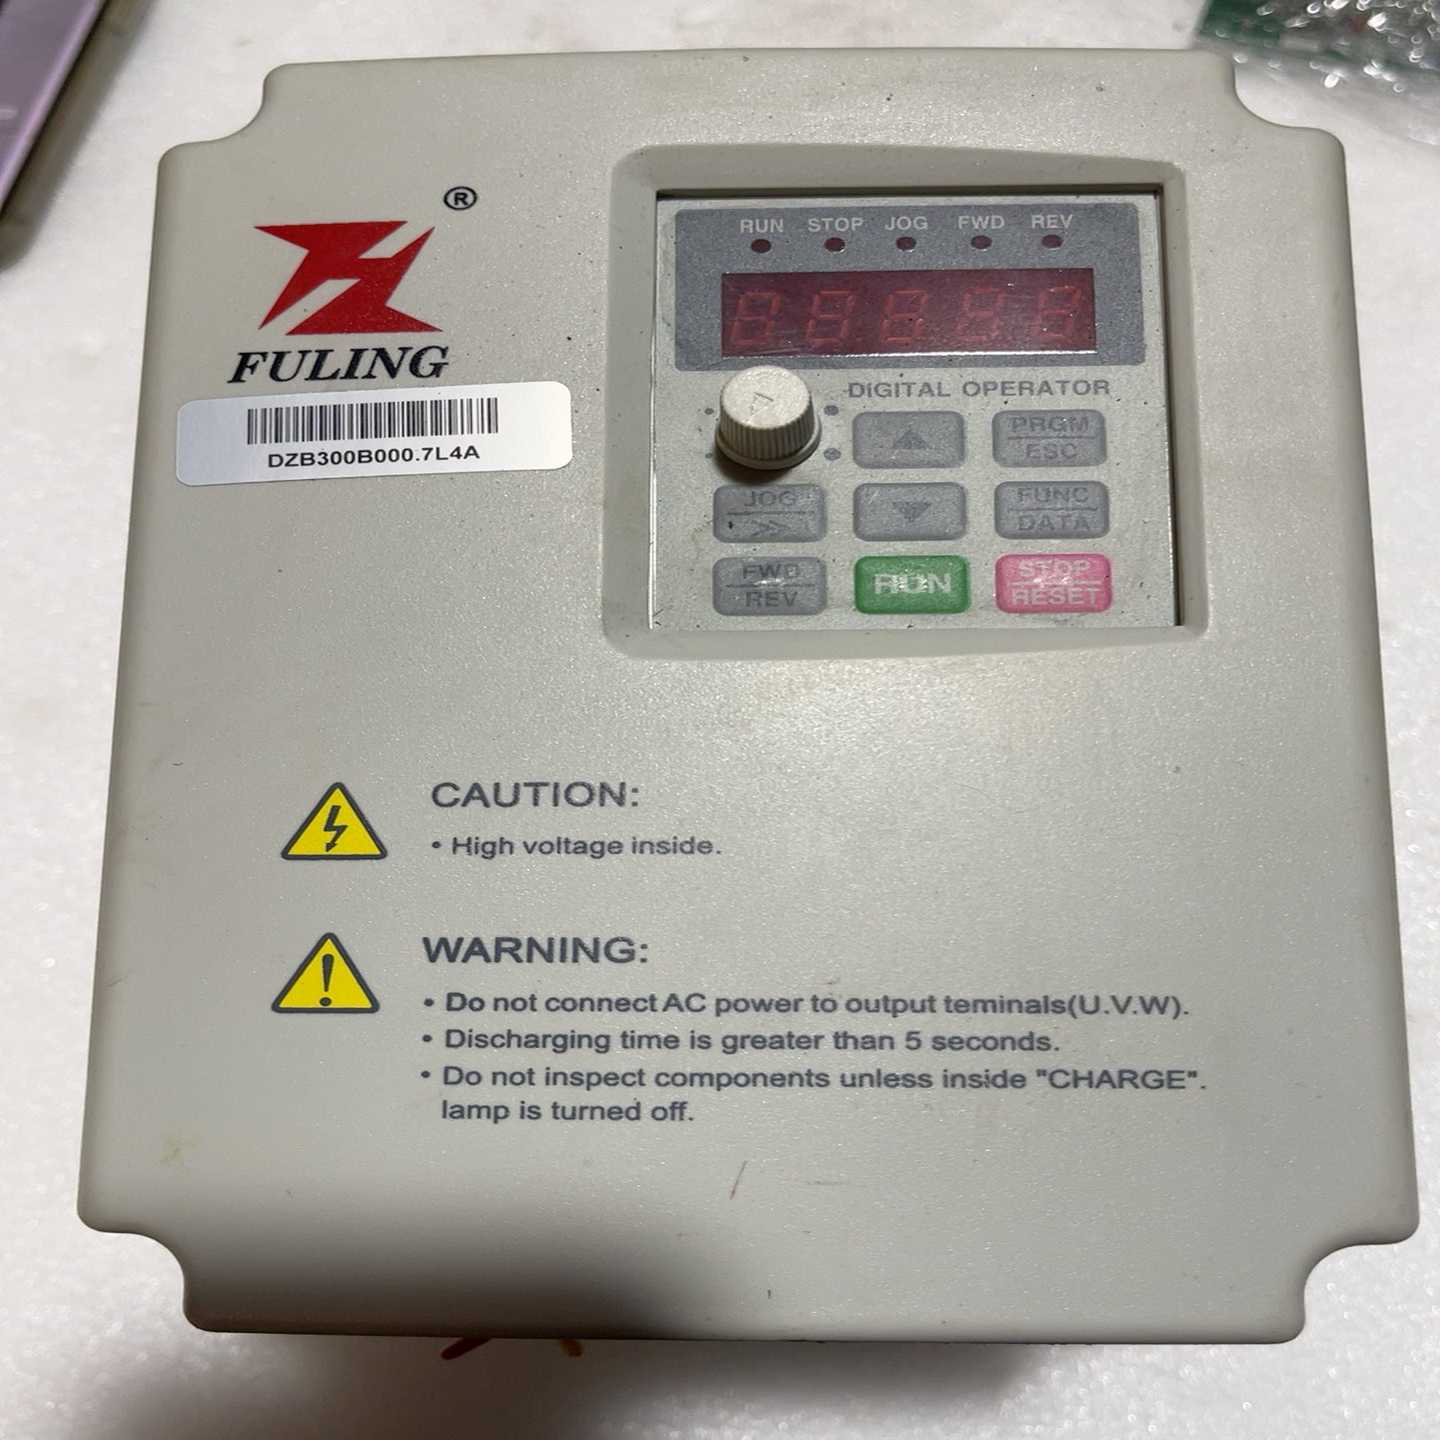 ®
FULING
DZB300B000.7L4A
RUN STOP JOG FWD REV
88888
DIGITAL OPERATOR
PRGM
ESC
JOG
FUNC
DATA
FWD
REV
RUN
STOP
RESET
CAUTION:
• High voltage inside.
WARNING:
• Do not connect AC power to output teminals(U.V.W).
• Discharging time is greater than 5 seconds.
• Do not inspect components unless inside "CHARGE".
lamp is turned off.